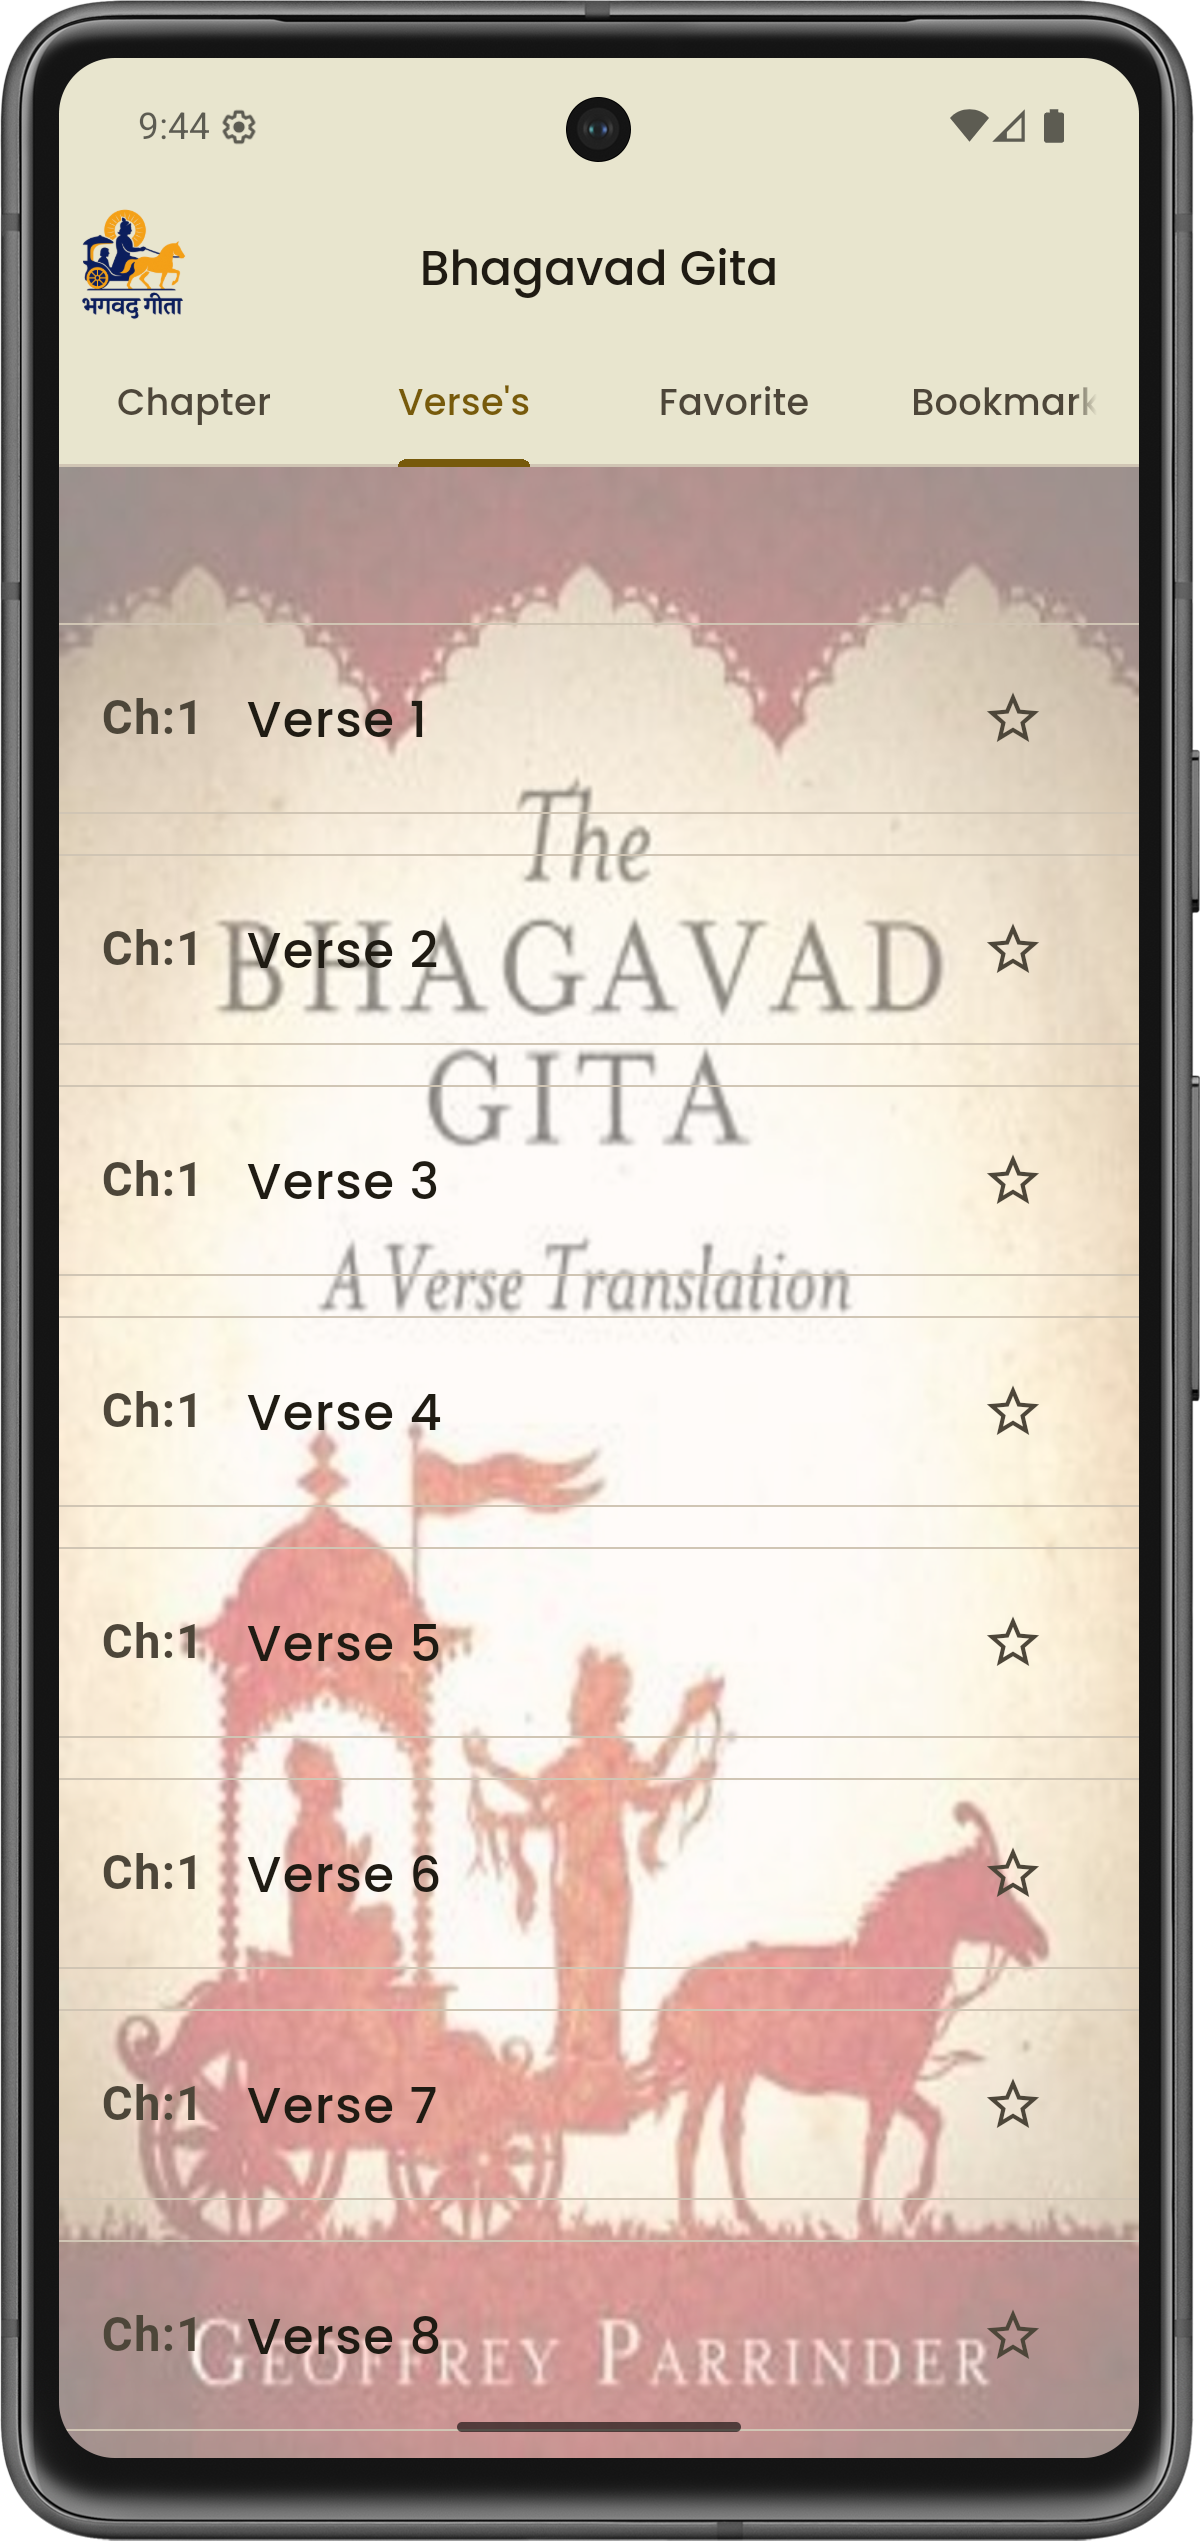 9:44
भगवद गीता
Bhagavad Gita
Chapter Verse's Favorite Bookmark
Ch:1 Verse 1
The
Ch:1 Verse 2
BHAGAVAD
GITA
Ch:1 Verse 3
A Verse Translation
Ch:1 Verse 4
Ch:1 Verse 5
Ch:1 Verse 6
Ch:1 Verse 7
Ch:1 Verse 8
GEOFFREY PARRINDER